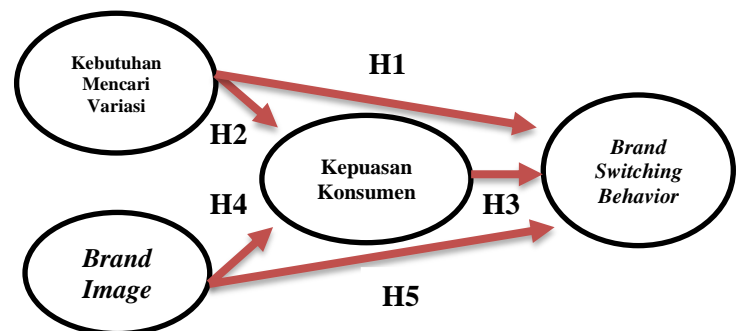 Kebutuhan
Mencari
Variasi
H1
H2
Kepuasan
Konsumen
Brand
Switching
Behavior
H4
H3
Brand
Image
H5